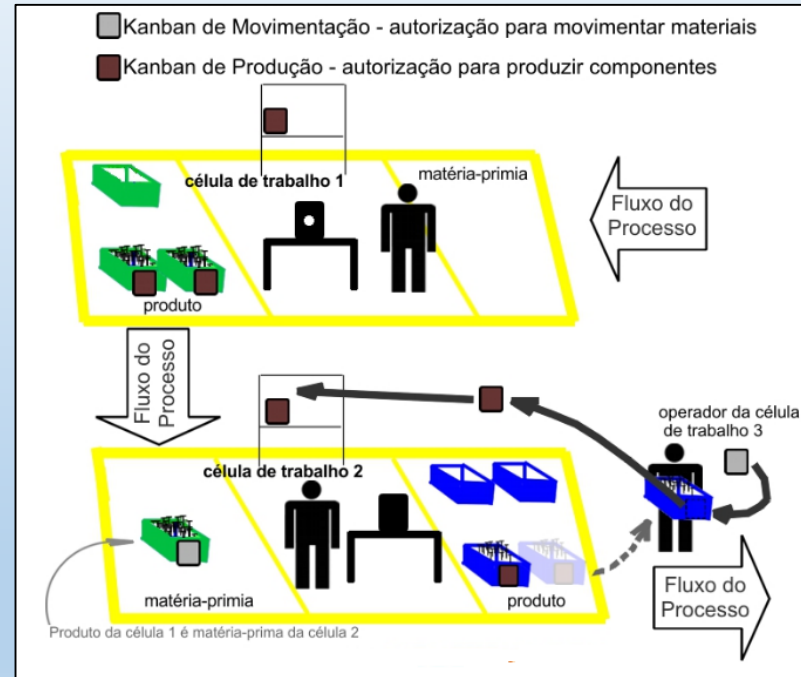 Kanban de Movimentação - autorização para movimentar materiais
Kanban de Produção - autorização para produzir componentes
célula de trabalho 1
matéria-primia
Fluxo do
Processo
produto
Fluxo do
Processo
operador da célula
de trabalho 3
célula de trabalho 2
matéria-primia
produto
Fluxo do
Processo
Produto da célula 1 é matéria-prima da célula 2